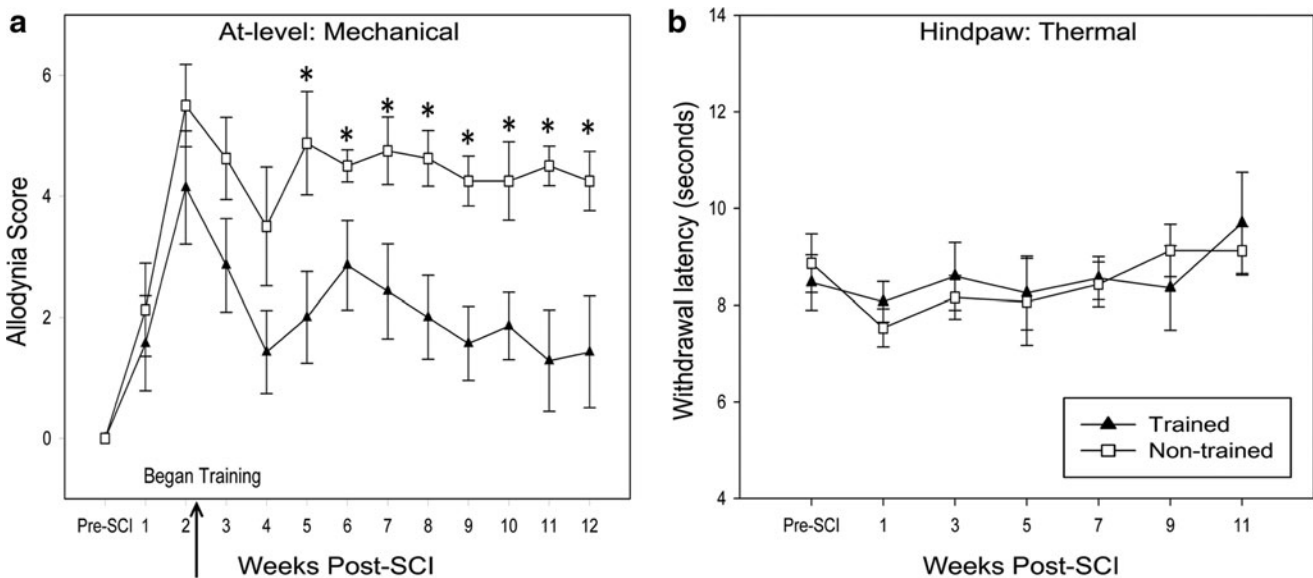 a
At-level: Mechanical
Allodynia Score
6
4
2
0
* * * * * * * *
Began Training
Pre-SCI 1 2 3 4 5 6 7 8 9 10 11 12
Weeks Post-SCI
b
Hindpaw: Thermal
Withdrawal latency (seconds)
14
12
10
8
6
4
Trained
Non-trained
Pre-SCI 1 3 5 7 9 11
Weeks Post-SCI